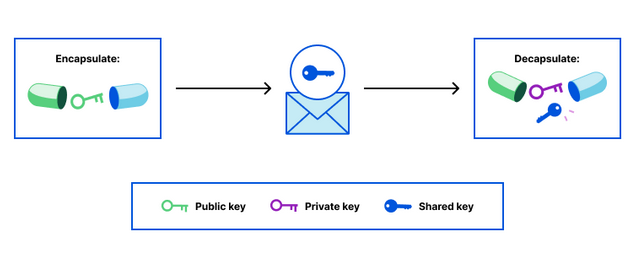 Encapsulate:
Decapsulate:
Public key
Private key
Shared key